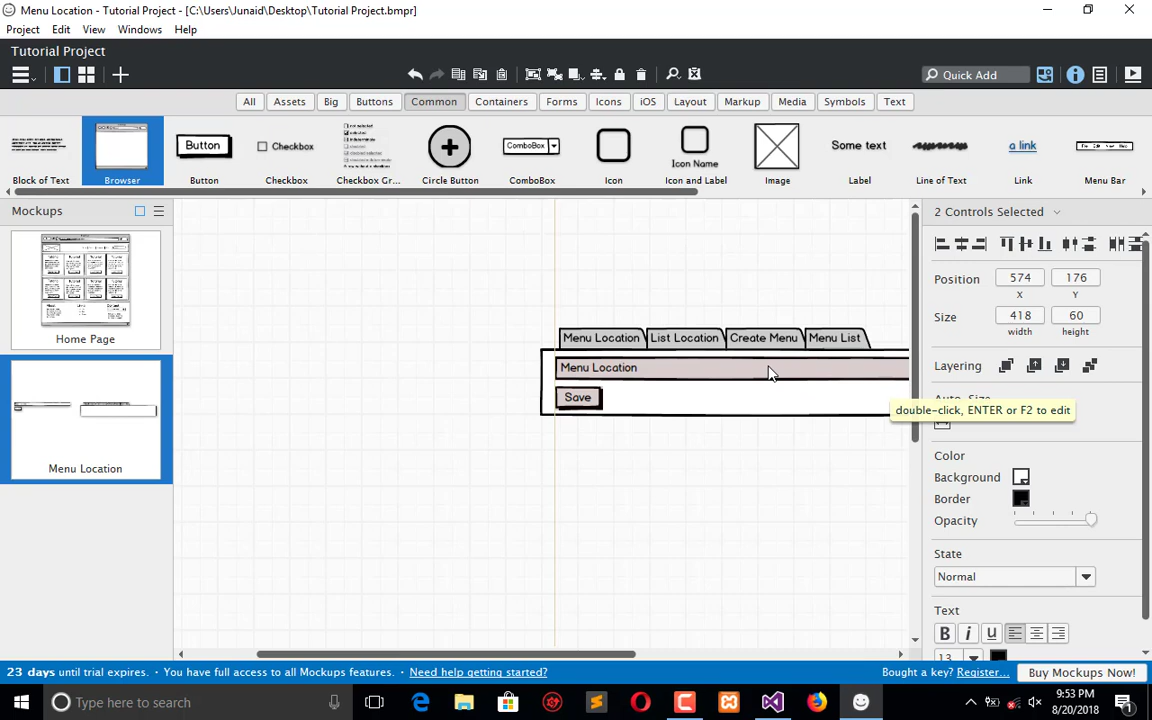 Menu Location - Tutorial Project - [C:\Users\Junaid\Desktop\Tutorial Project.bmpr]
Project Edit View Windows Help
Tutorial Project
Quick Add
All Assets Big Buttons Common Containers Forms Icons iOS Layout Markup Media Symbols Text
Button Checkbox ComboBox Icon Name Some text a link
Block of Text Browser Button Checkbox Checkbox Gr... Circle Button ComboBox Icon Icon and Label Image Label Line of Text Link Menu Bar
Mockups
2 Controls Selected
Home Page
Menu Location
Menu Location List Location Create Menu Menu List
Menu Location
Save
Position 574 176
X Y
Size 418 60
width height
Layering
double-click, ENTER or F2 to edit
Color
Background
Border
Opacity
State
Normal
Text
B i U
13
23 days until trial expires. • You have full access to all Mockups features. Need help getting started?
Bought a key? Register... Buy Mockups Now!
Type here to search
9:53 PM
8/20/2018
1